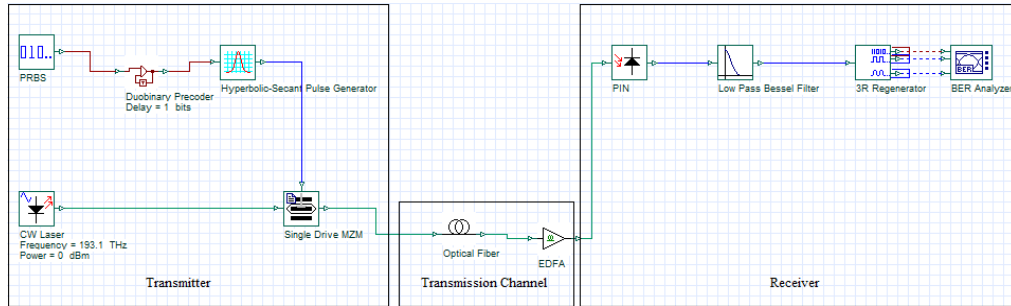 010..
PRBS
Duobinary Precoder
Delay = 1 bits
Hyperbolic-Secant Pulse Generator
CW Laser
Frequency = 193.1 THz
Power = 0 dBm
Single Drive MZM
Transmitter
Optical Fiber
EDFA
Transmission Channel
PIN
Low Pass Bessel Filter
3R Regenerator
BER
BER Analyzer
Receiver